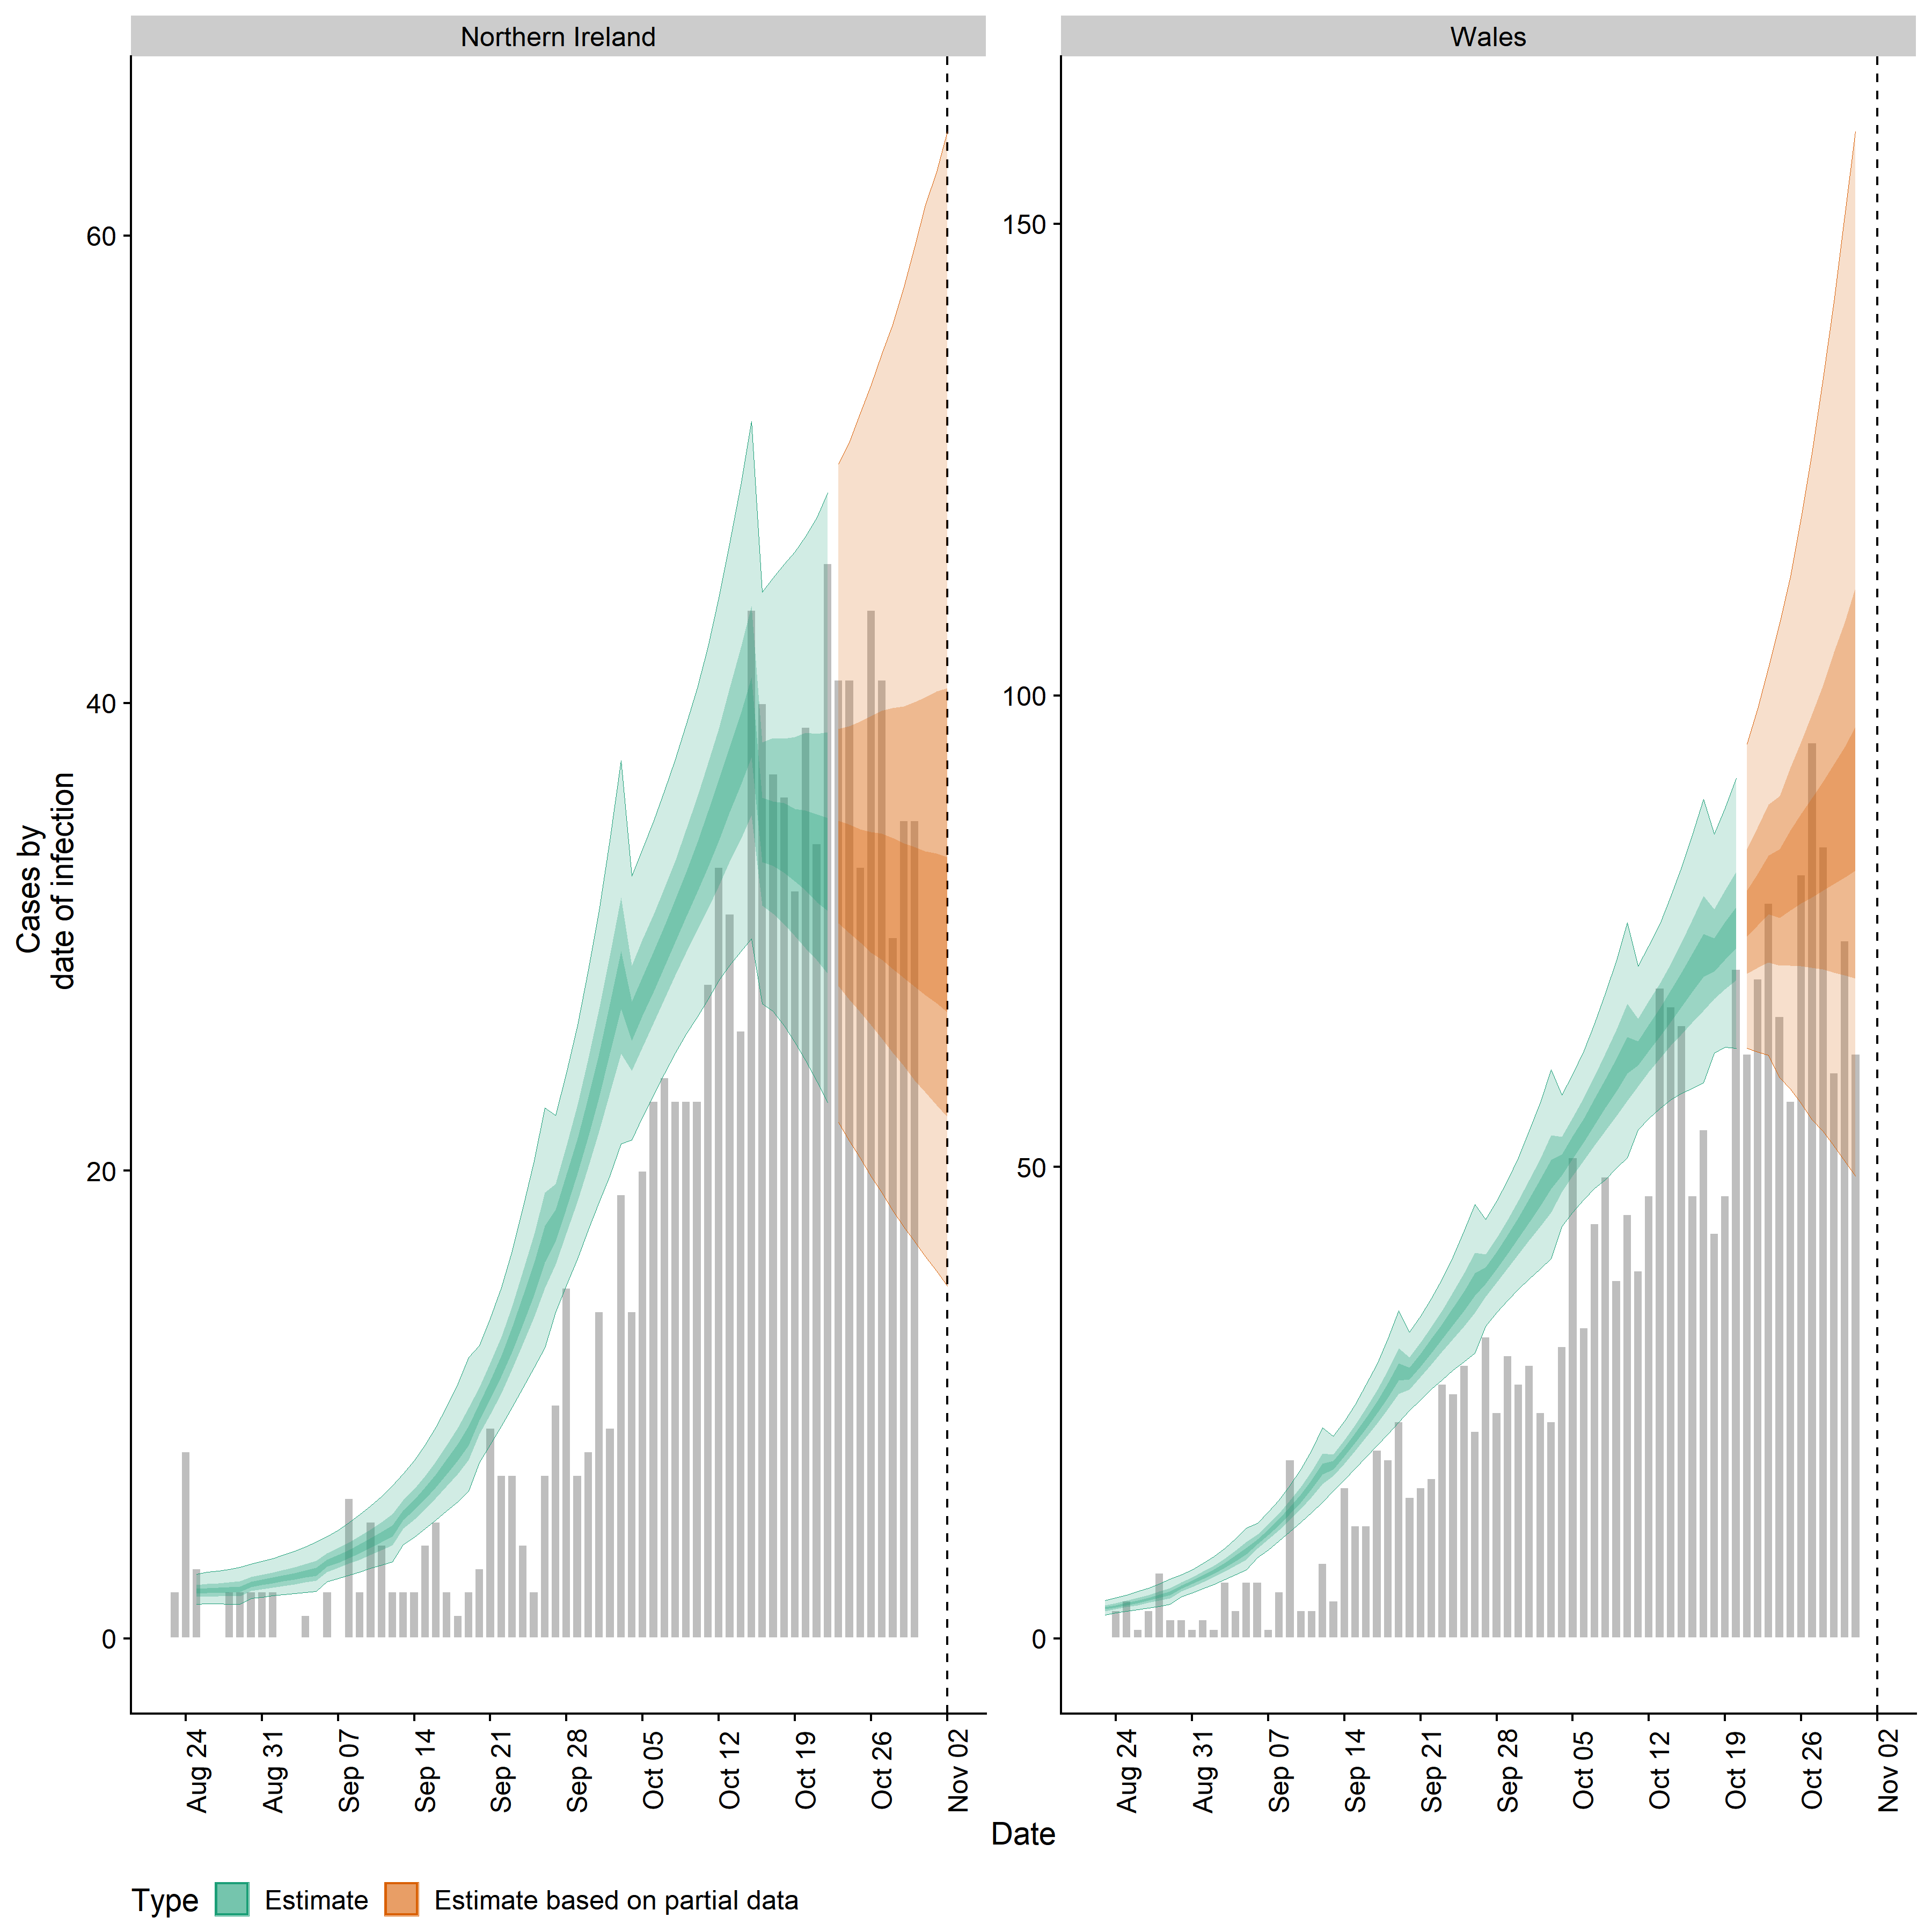 Northern Ireland
Wales
Cases by
date of infection
60
40
20
0
150
100
50
0
Aug 24
Aug 31
Sep 07
Sep 14
Sep 21
Sep 28
Oct 05
Oct 12
Oct 19
Oct 26
Nov 02
Aug 24
Aug 31
Sep 07
Sep 14
Sep 21
Sep 28
Oct 05
Oct 12
Oct 19
Oct 26
Nov 02
Date
Type Estimate Estimate based on partial data